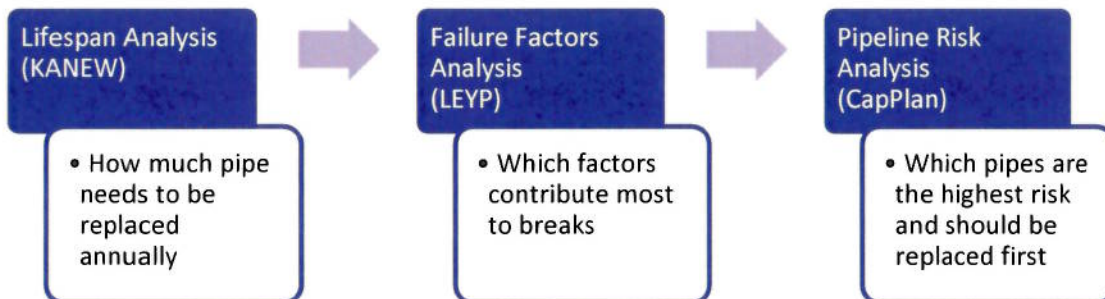 Lifespan Analysis
(KANEW)
• How much pipe
needs to be
replaced
annually
Failure Factors
Analysis
(LEYP)
• Which factors
contribute most
to breaks
Pipeline Risk
Analysis
(CapPlan)
• Which pipes are
the highest risk
and should be
replaced first